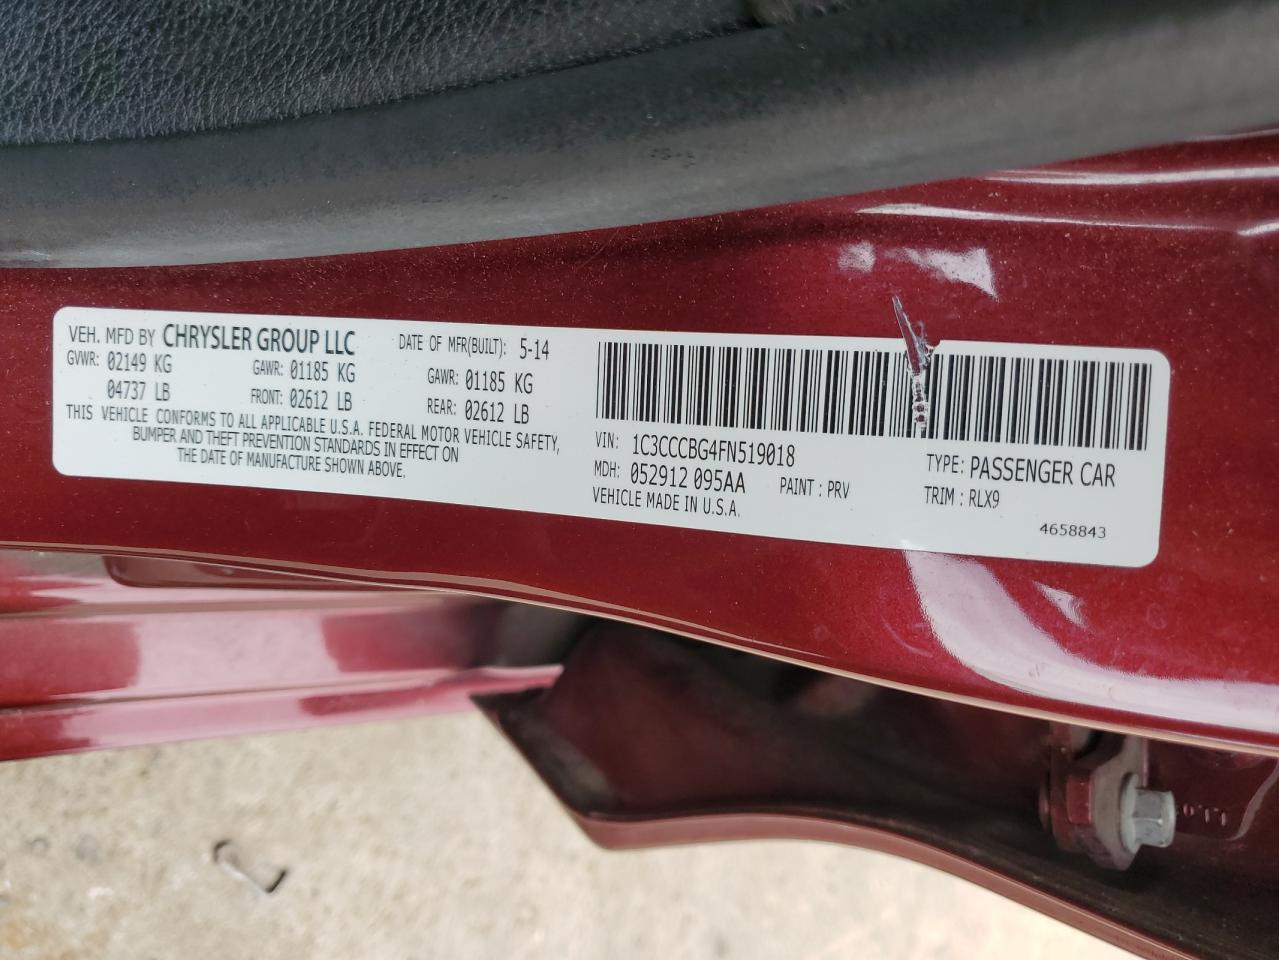 VEH. MFD BY CHRYSLER GROUP LLC DATE OF MFR(BUILT): 5-14
GVWR: 02149 KG GAWR: 01185 KG GAWR: 01185 KG
04737 LB FRONT: 02612 LB REAR: 02612 LB
THIS VEHICLE CONFORMS TO ALL APPLICABLE U.S.A. FEDERAL MOTOR VEHICLE SAFETY,
BUMPER AND THEFT PREVENTION STANDARDS IN EFFECT ON
THE DATE OF MANUFACTURE SHOWN ABOVE.
VIN: 1C3CCCBG4FN519018 TYPE: PASSENGER CAR
MDH: 052912 095AA PAINT : PRV TRIM : RLX9
VEHICLE MADE IN U.S.A.
4658843